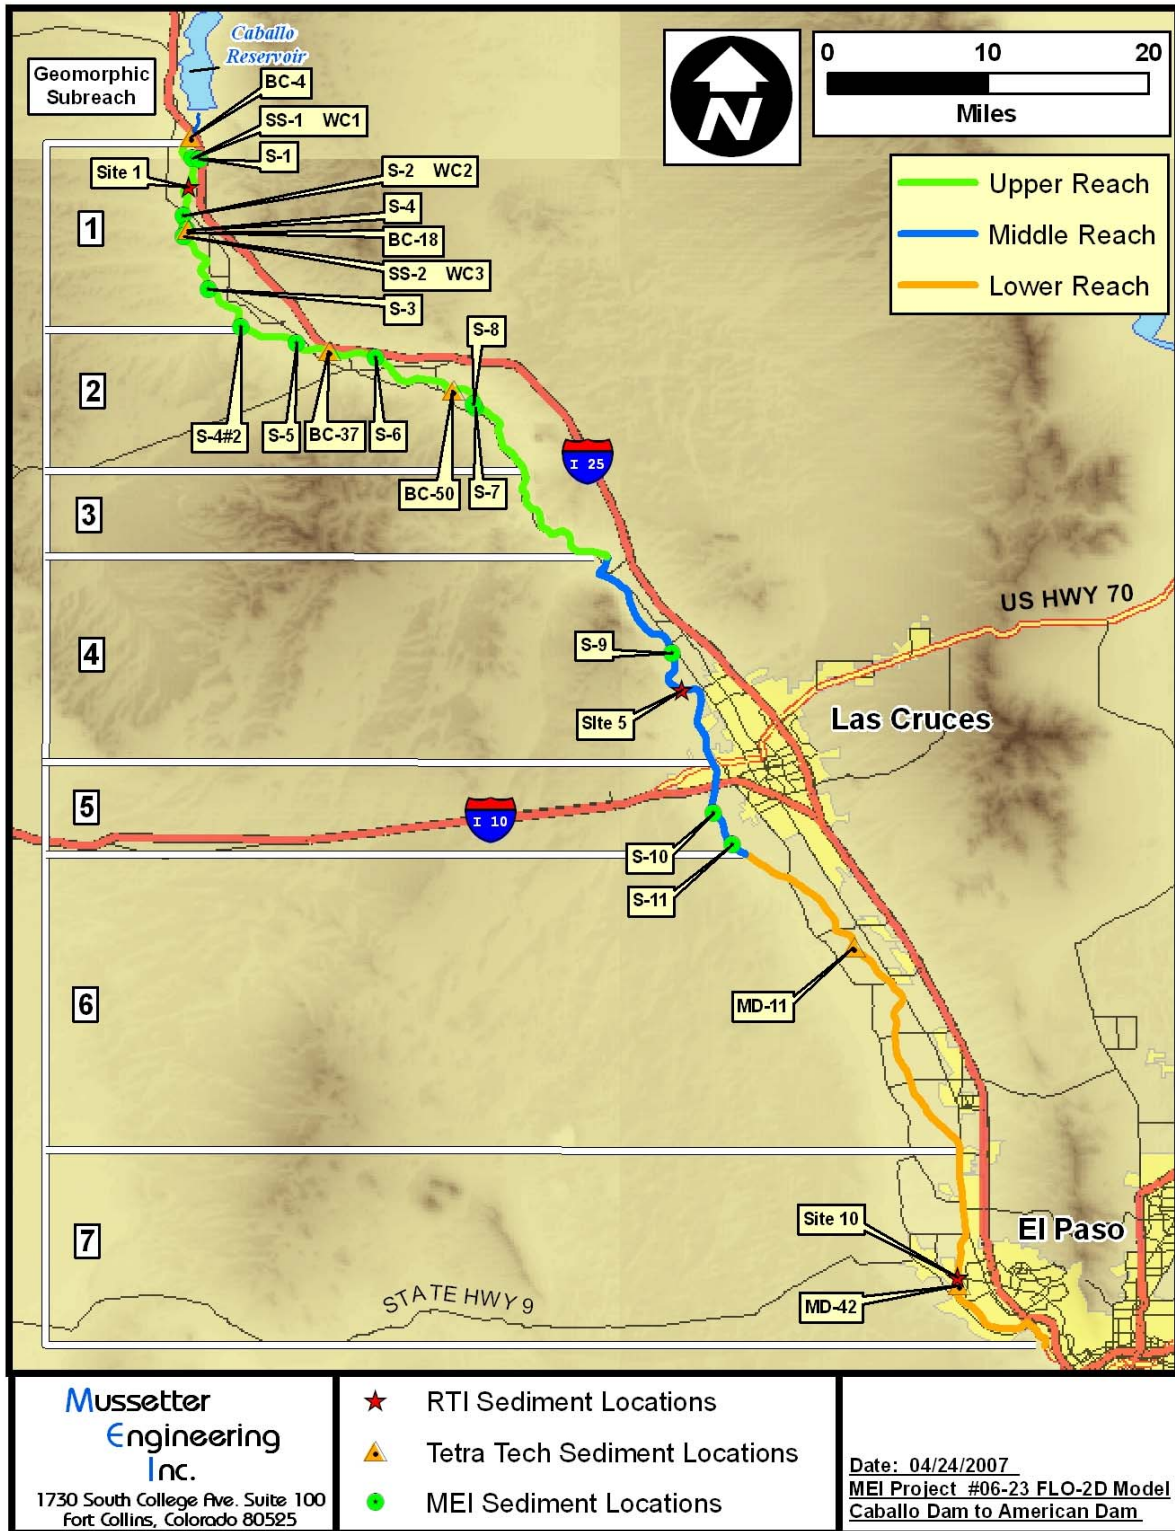 Caballo
Reservoir
Geomorphic
Subreach
BC-4
SS-1 WC1
S-1
Site 1
S-2 WC2
S-4
BC-18
SS-2 WC3
S-3
1
0 10 20
Miles
N
Upper Reach
Middle Reach
Lower Reach
S-8
2
S-4#2
S-5
BC-37
S-6
BC-50
S-7
I 25
3
US HWY 70
4
S-9
SIte 5
Las Cruces
5
I 10
S-10
S-11
6
MD-11
7
Site 10
El Paso
MD-42
STATE HWY 9
Mussetter
Engineering
Inc.
1730 South College Ave. Suite 100
Fort Collins, Colorado 80525
RTI Sediment Locations
Tetra Tech Sediment Locations
MEI Sediment Locations
Date: 04/24/2007
MEI Project #06-23 FLO-2D Model
Caballo Dam to American Dam